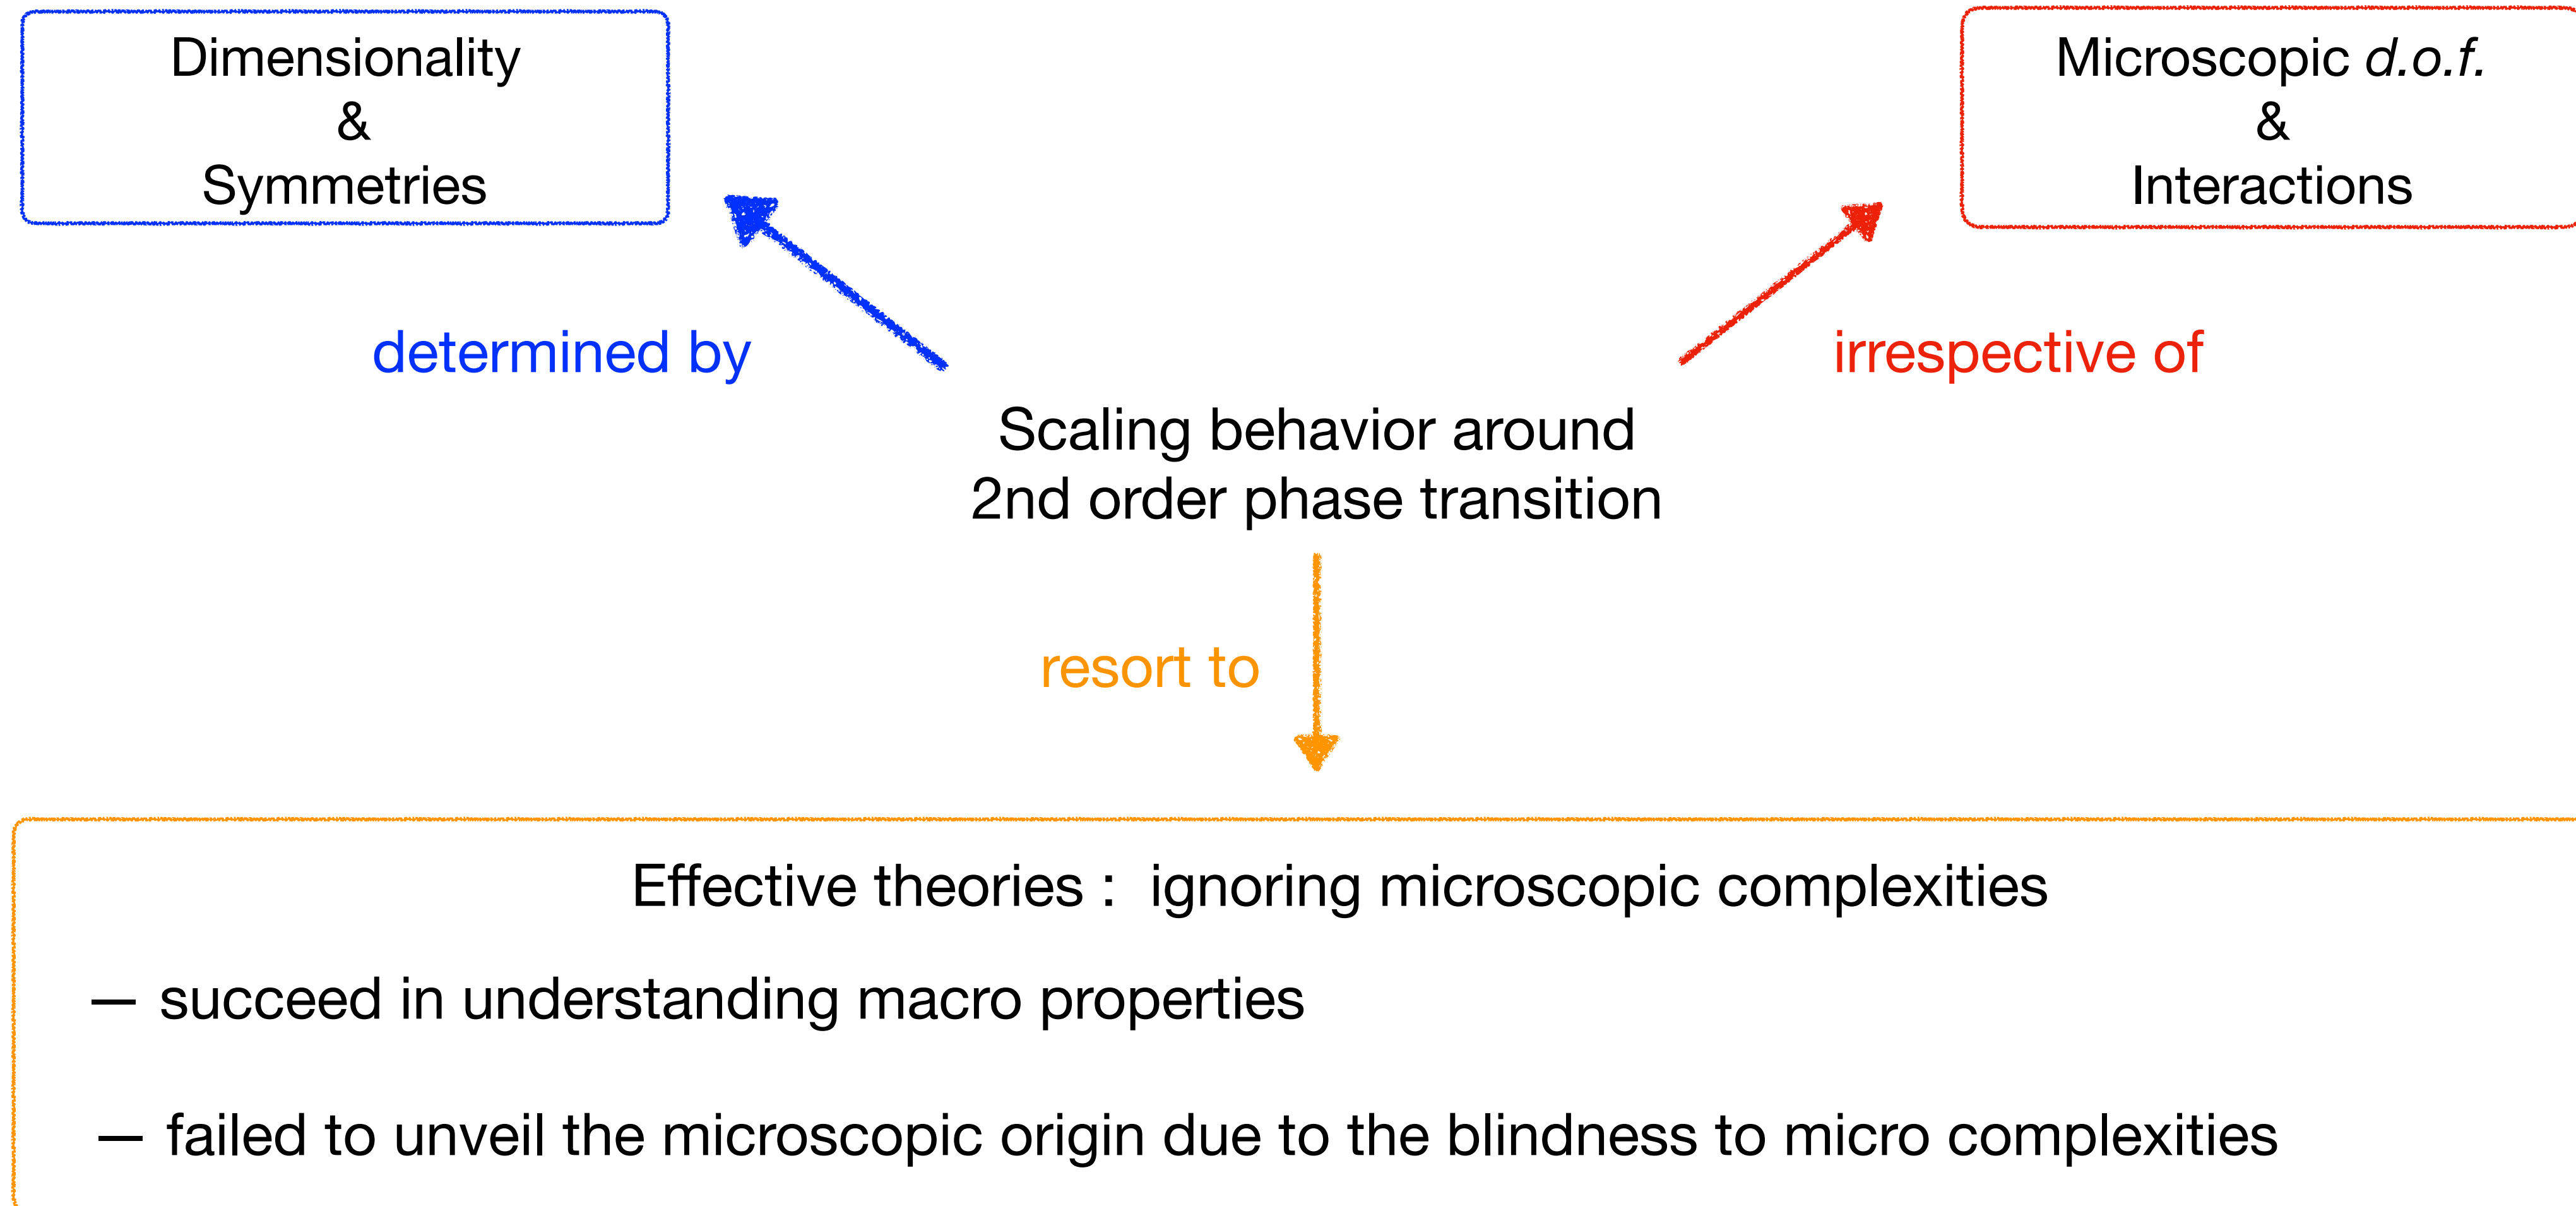 Dimensionality
&
Symmetries
Microscopic d.o.f.
&
Interactions
determined by
irrespective of
Scaling behavior around
2nd order phase transition
resort to
Effective theories : ignoring microscopic complexities
— succeed in understanding macro properties
— failed to unveil the microscopic origin due to the blindness to micro complexities